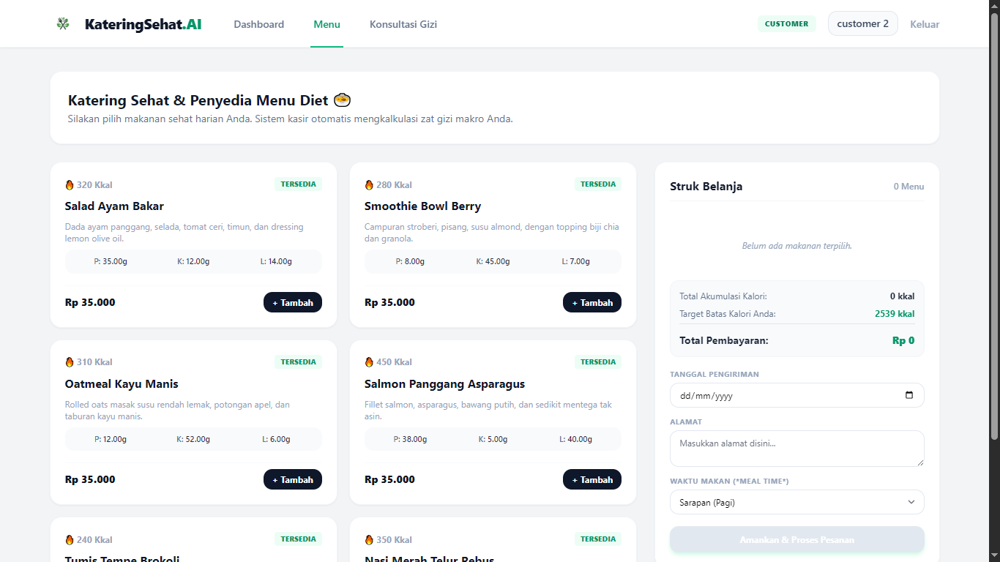 KateringSehat.AI
Dashboard
Menu
Konsultasi Gizi
CUSTOMER
customer 2
Keluar
Katering Sehat & Penyedia Menu Diet
Silakan pilih makanan sehat harian Anda. Sistem kasir otomatis mengkalkulasi zat gizi makro Anda.
320 Kkal
TERSEDIA
Salad Ayam Bakar
Dada ayam panggang, selada, tomat ceri, timun, dan dressing
lemon olive oil.
P: 35.00g
K: 12.00g
L: 14.00g
Rp 35.000
+ Tambah
280 Kkal
TERSEDIA
Smoothie Bowl Berry
Campuran stroberi, pisang, susu almond, dengan topping biji chia
dan granola.
P: 8.00g
K: 45.00g
L: 7.00g
Rp 35.000
+ Tambah
310 Kkal
TERSEDIA
Oatmeal Kayu Manis
Rolled oats masak susu rendah lemak, potongan apel, dan
taburan kayu manis.
P: 12.00g
K: 52.00g
L: 6.00g
Rp 35.000
+ Tambah
450 Kkal
TERSEDIA
Salmon Panggang Asparagus
Fillet salmon, asparagus, bawang putih, dan sedikit mentega tak
asin.
P: 38.00g
K: 5.00g
L: 40.00g
Rp 35.000
+ Tambah
240 Kkal
TERSEDIA
Tumis Tempe Brokoli
350 Kkal
TERSEDIA
Nasi Merah Telur Rebus
Struk Belanja
0 Menu
Belum ada makanan terpilih.
Total Akumulasi Kalori:
0 kkal
Target Batas Kalori Anda:
2539 kkal
Total Pembayaran:
Rp 0
TANGGAL PENGIRIMAN
dd/mm/yyyy
ALAMAT
Masukkan alamat disini...
WAKTU MAKAN (*MEAL TIME*)
Sarapan (Pagi)
Amankan & Proses Pesanan